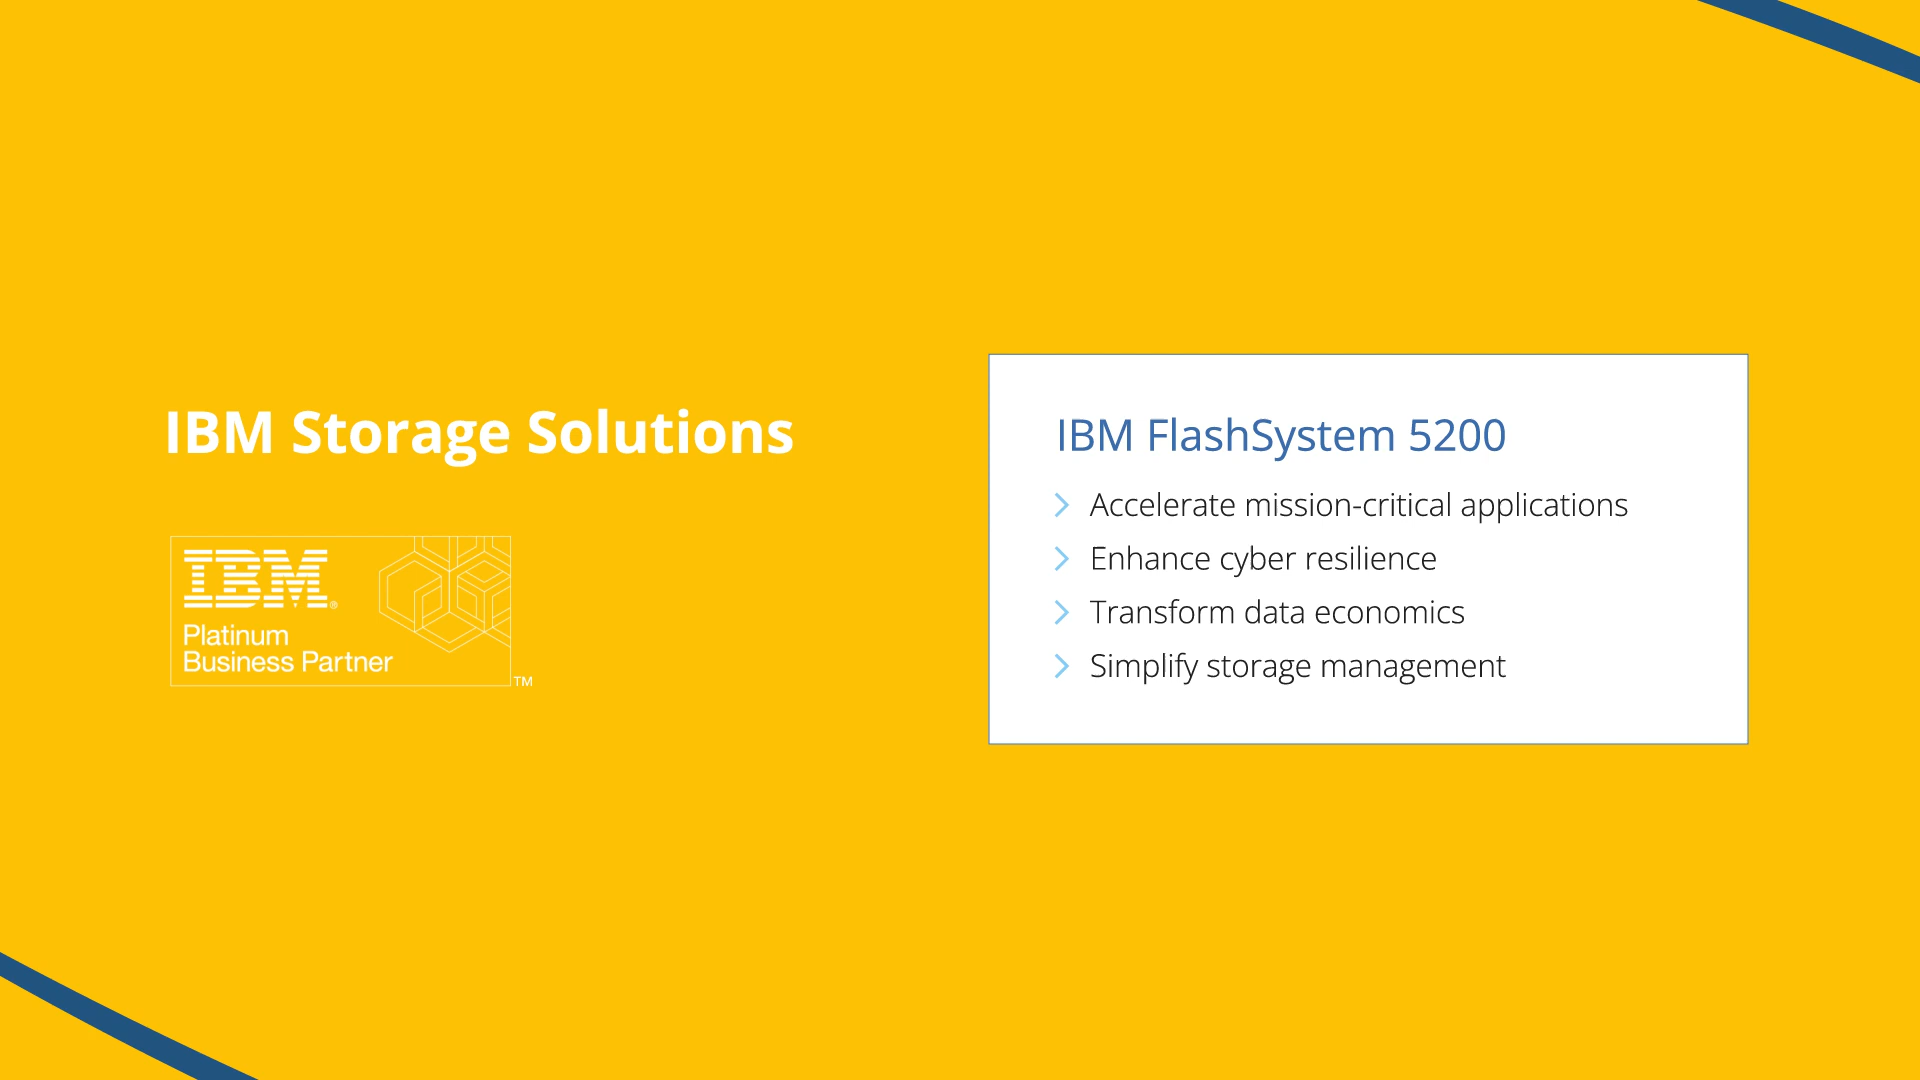 IBM Storage Solutions
IBM®
Platinum
Business Partner
TM
IBM FlashSystem 5200
Accelerate mission-critical applications
Enhance cyber resilience
Transform data economics
Simplify storage management